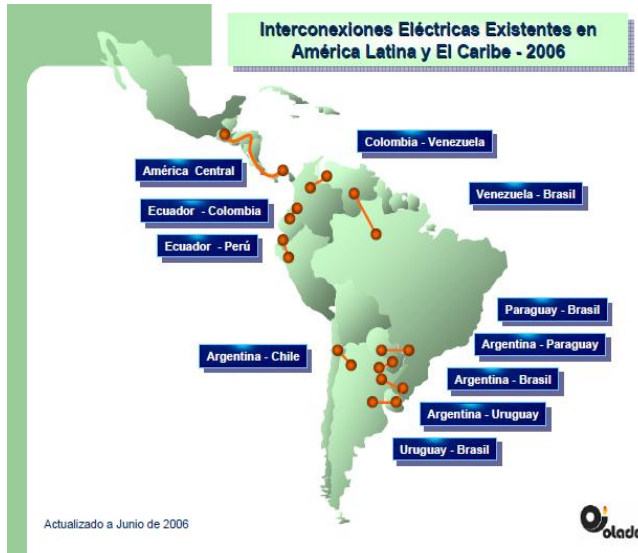 Interconexiones Eléctricas Existentes en
América Latina y El Caribe - 2006
Colombia - Venezuela
América Central
Venezuela - Brasil
Ecuador - Colombia
Ecuador - Perú
Paraguay - Brasil
Argentina - Paraguay
Argentina - Chile
Argentina - Brasil
Argentina - Uruguay
Uruguay - Brasil
Actualizado a Junio de 2006
olade